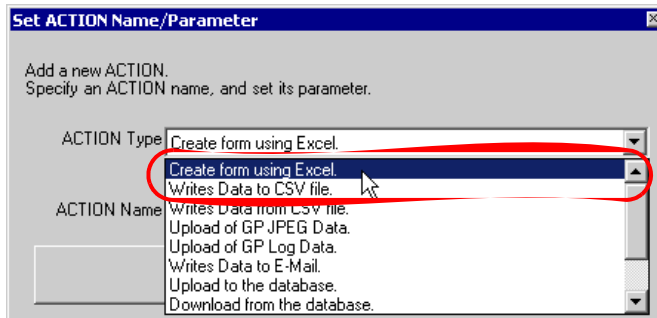 Set ACTION Name/Parameter
Add a new ACTION.
Specify an ACTION name, and set its parameter.
ACTION Type Create form using Excel.
Create form using Excel.
Writes Data to CSV file.
ACTION Name Writes Data from CSV file.
Upload of GP JPEG Data.
Upload of GP Log Data.
Writes Data to E-Mail.
Upload to the database.
Download from the database.